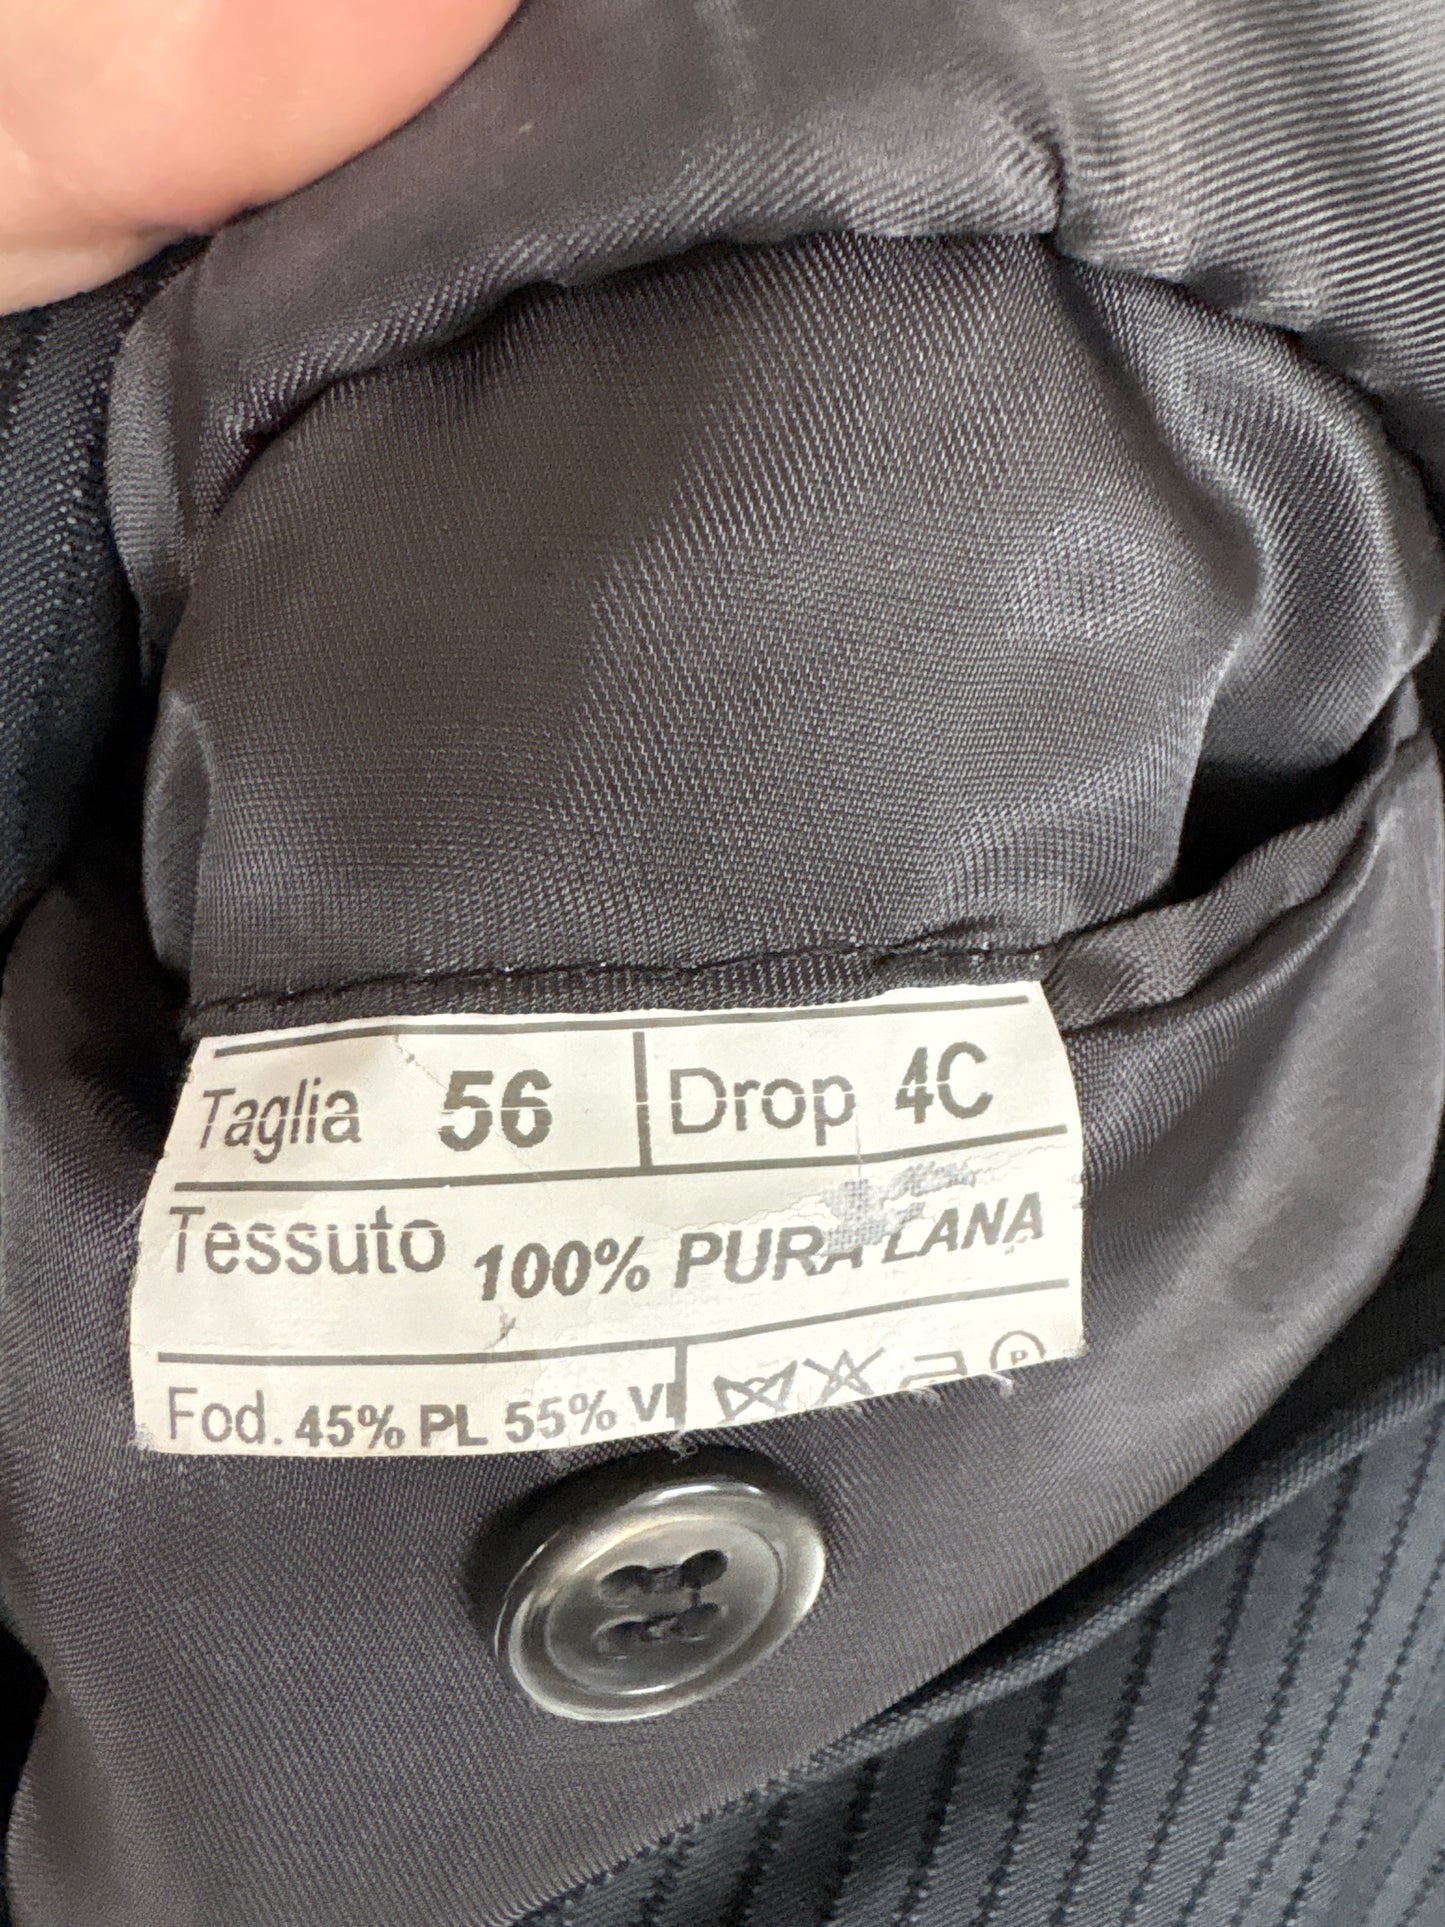 Taglia 56 Drop 4C
Tessuto 100% PURA LANA
Fod. 45% PL 55% VI
P